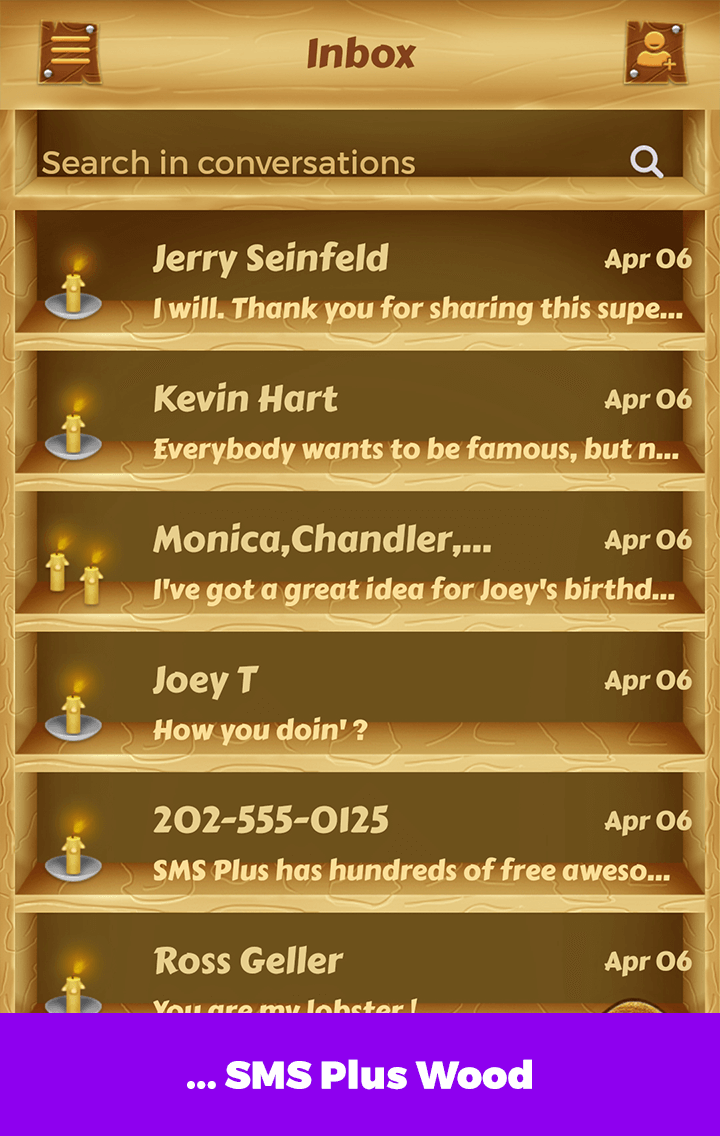 Inbox
Search in conversations
Jerry Seinfeld Apr 06
I will. Thank you for sharing this supe...
Kevin Hart Apr 06
Everybody wants to be famous, but n...
Monica,Chandler,... Apr 06
I've got a great idea for Joey's birthd...
Joey T Apr 06
How you doin' ?
202-555-0125 Apr 06
SMS Plus has hundreds of free aweso...
Ross Geller Apr 06
You are my lobster !
... SMS Plus Wood